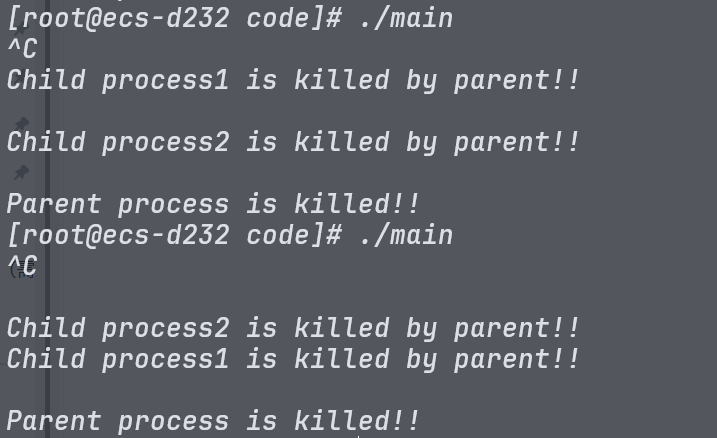 [root@ecs-d232 code]# ./main
^C
Child process1 is killed by parent!!
Child process2 is killed by parent!!
Parent process is killed!!
[root@ecs-d232 code]# ./main
^C
Child process2 is killed by parent!!
Child process1 is killed by parent!!
Parent process is killed!!